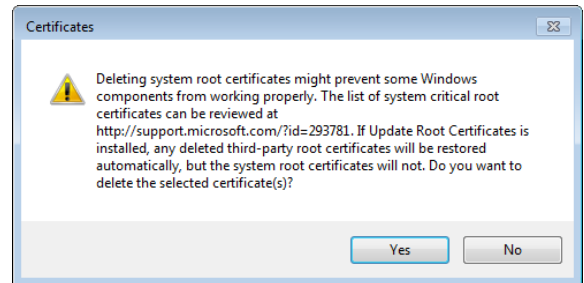 Certificates
Deleting system root certificates might prevent some Windows
components from working properly. The list of system critical root
certificates can be reviewed at
http://support.microsoft.com/?id=293781. If Update Root Certificates is
installed, any deleted third-party root certificates will be restored
automatically, but the system root certificates will not. Do you want to
delete the selected certificate(s)?
Yes No